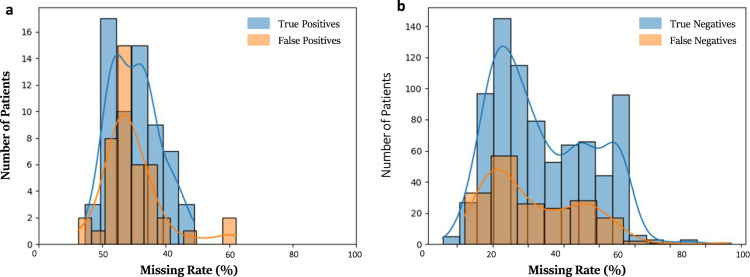 a
True Positives
False Positives
Number of Patients
16
14
12
10
8
6
4
2
0
0
50
40
60
80
100
Missing Rate (%)
b
True Negatives
False Negatives
Number of Patients
140
120
100
80
60
40
20
0
0
20
40
60
80
100
Missing Rate (%)